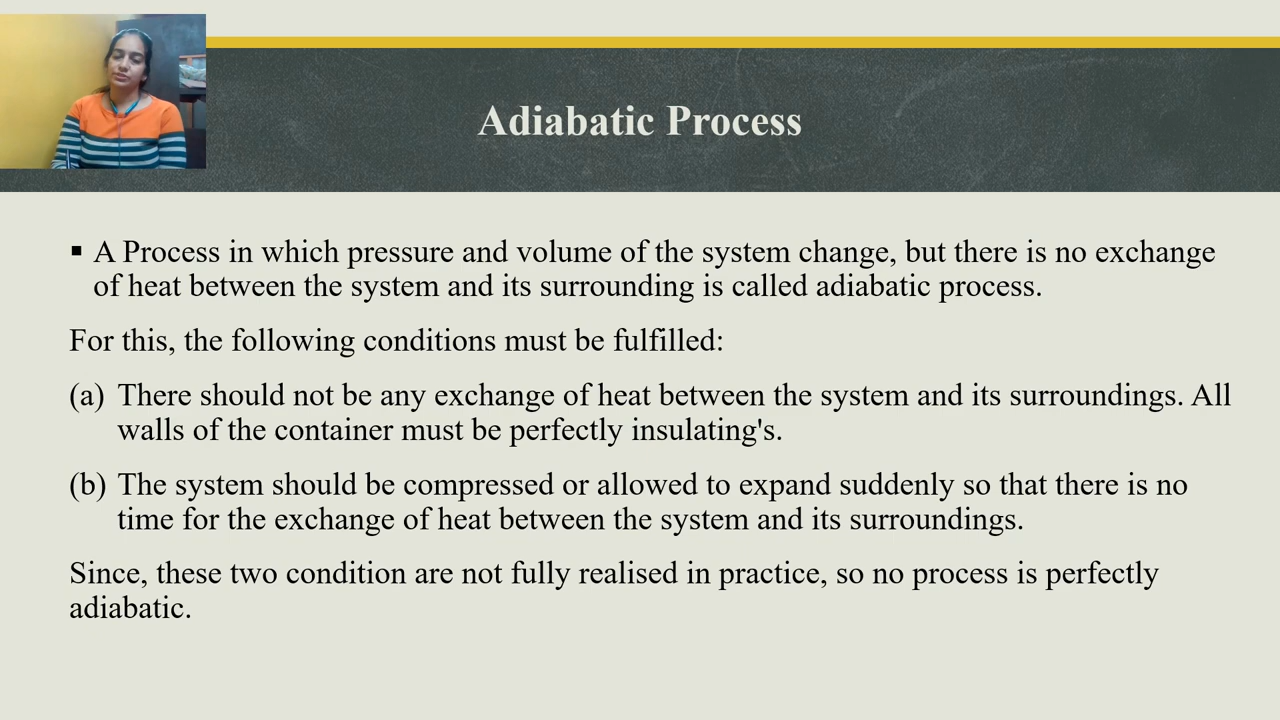 Adiabatic Process
▪ A Process in which pressure and volume of the system change, but there is no exchange
of heat between the system and its surrounding is called adiabatic process.
For this, the following conditions must be fulfilled:
(a) There should not be any exchange of heat between the system and its surroundings. All
walls of the container must be perfectly insulating's.
(b) The system should be compressed or allowed to expand suddenly so that there is no
time for the exchange of heat between the system and its surroundings.
Since, these two condition are not fully realised in practice, so no process is perfectly
adiabatic.